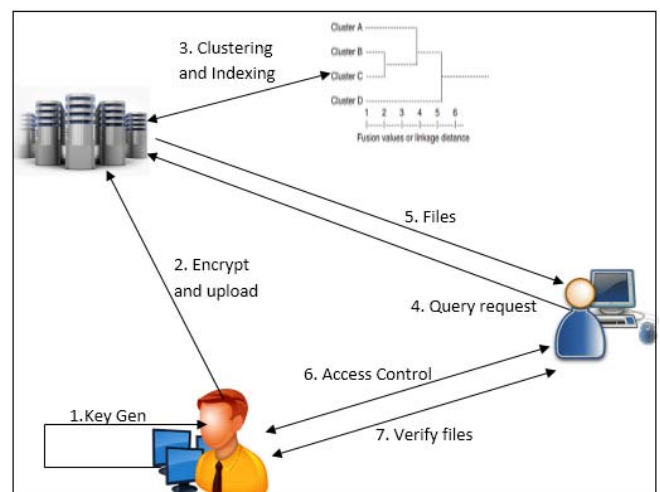 3. Clustering
and Indexing
Cluster A
Cluster B
Cluster C
Cluster D
1 2 3 4 5 6
Fusion values or linkage distance
5. Files
2. Encrypt
and upload
4. Query request
6. Access Control
1.Key Gen
7. Verify files